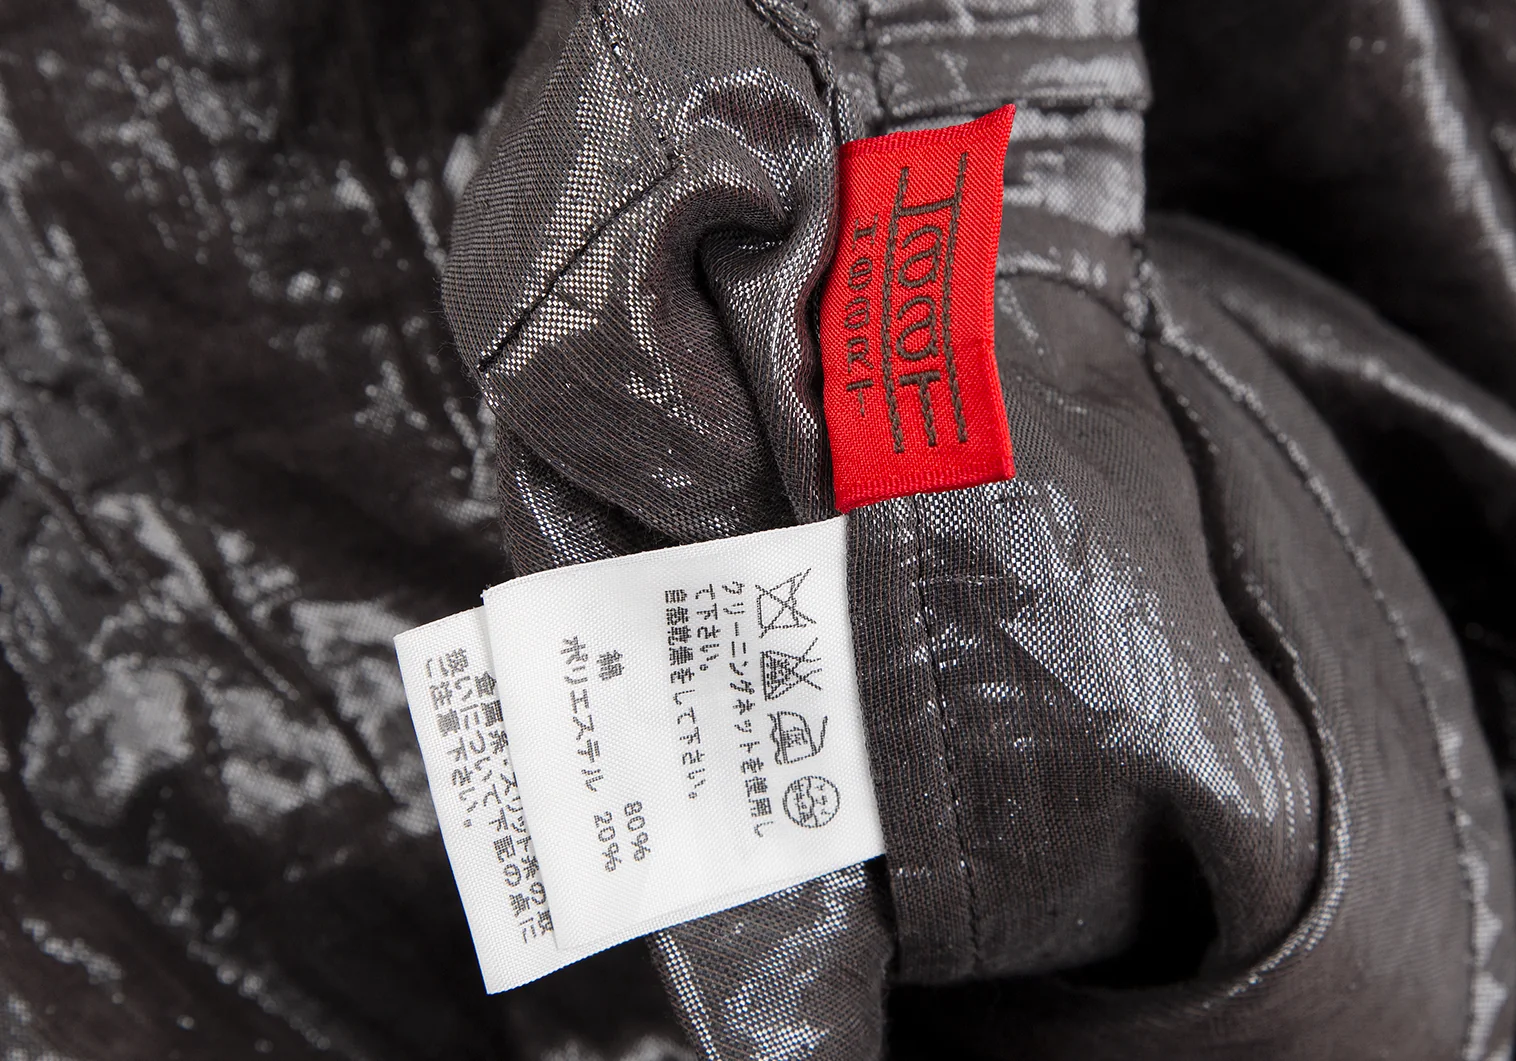 HaaT
HaaRT
クリーニングネットを使用し
て下さい。
自然乾燥をして下さい。
綿 80%
ポリエステル 20%
金属糸・スリット糸の取
扱いについて下記の点に
ご注意下さい。